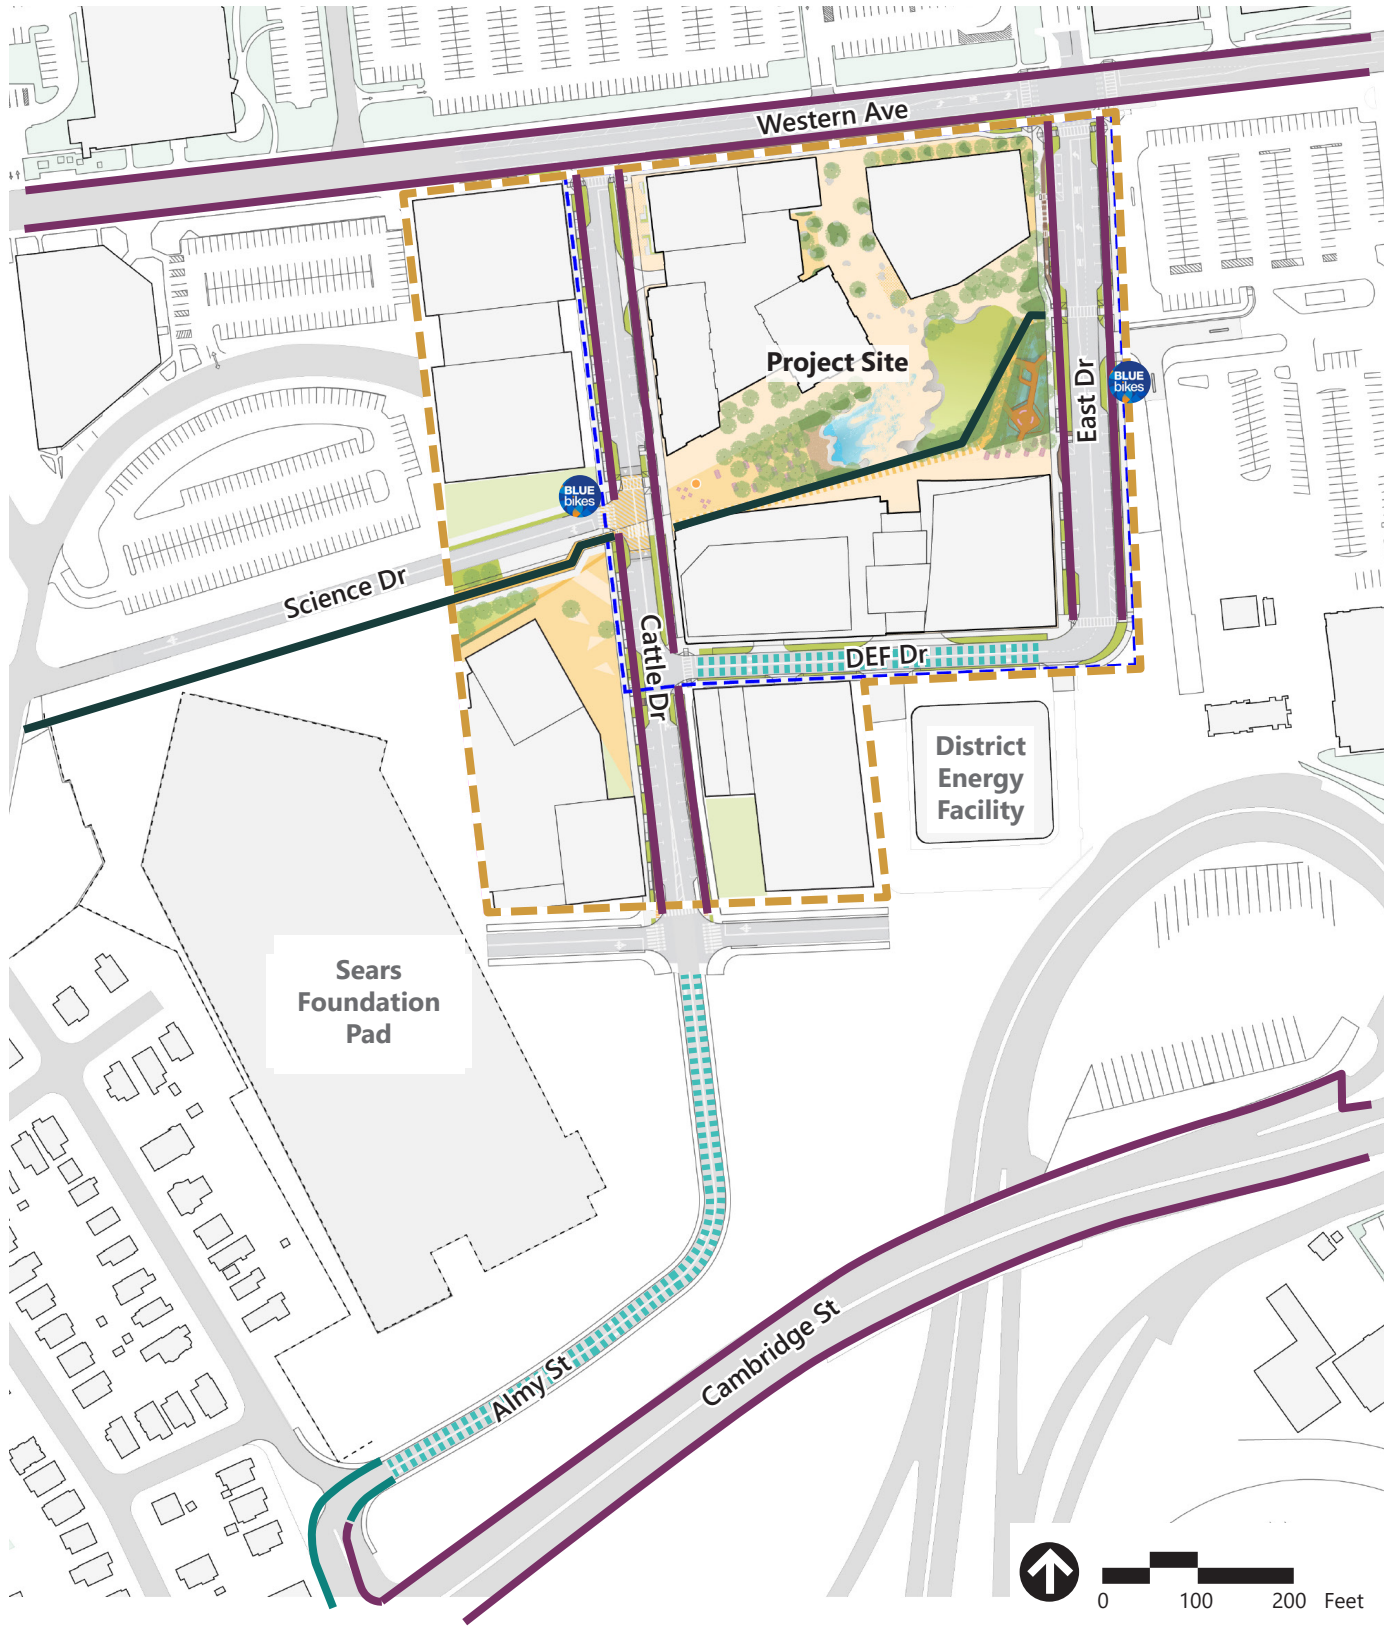 Western Ave
Project Site
East Dr
BLUE
bikes
BLUE
bikes
Science Dr
Cattle Dr
DEF Dr
District
Energy
Facility
Sears
Foundation
Pad
Almy St
Cambridge St
0 100 200 Feet